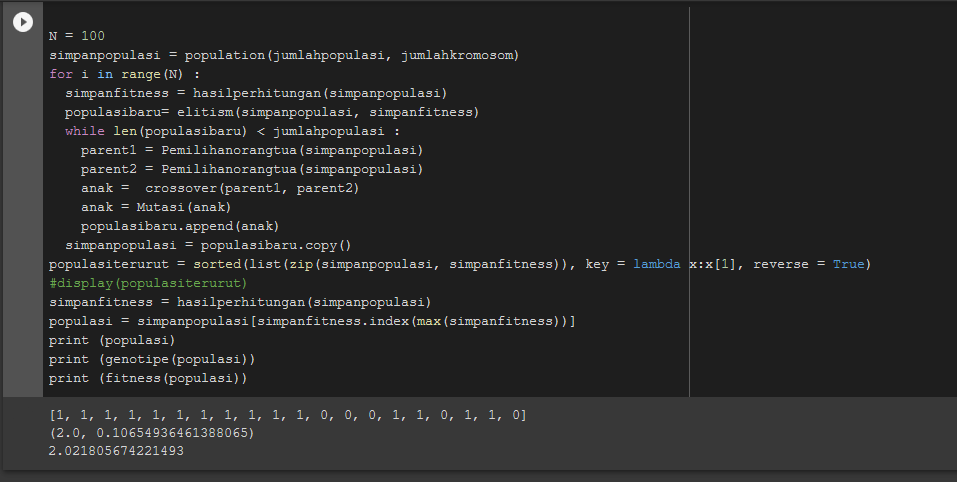 N = 100
simpanpopulasi = population(jumlahpopulasi, jumlahkromosom)
for i in range(N) :
  simpanfitness = hasilperhitungan(simpanpopulasi)
  populasibaru= elitism(simpanpopulasi, simpanfitness)
  while len(populasibaru) < jumlahpopulasi :
    parent1 = Pemilihanorangtua(simpanpopulasi)
    parent2 = Pemilihanorangtua(simpanpopulasi)
    anak =  crossover(parent1, parent2)
    anak = Mutasi(anak)
    populasibaru.append(anak)
  simpanpopulasi = populasibaru.copy()
populasiterurut = sorted(list(zip(simpanpopulasi, simpanfitness)), key = lambda x:x[1], reverse = True)
#display(populasiterurut)
simpanfitness = hasilperhitungan(simpanpopulasi)
populasi = simpanpopulasi[simpanfitness.index(max(simpanfitness))]
print (populasi)
print (genotipe(populasi))
print (fitness(populasi))
[1, 1, 1, 1, 1, 1, 1, 1, 1, 1, 1, 0, 0, 0, 1, 1, 0, 1, 1, 0]
(2.0, 0.10654936461388065)
2.021805674221493